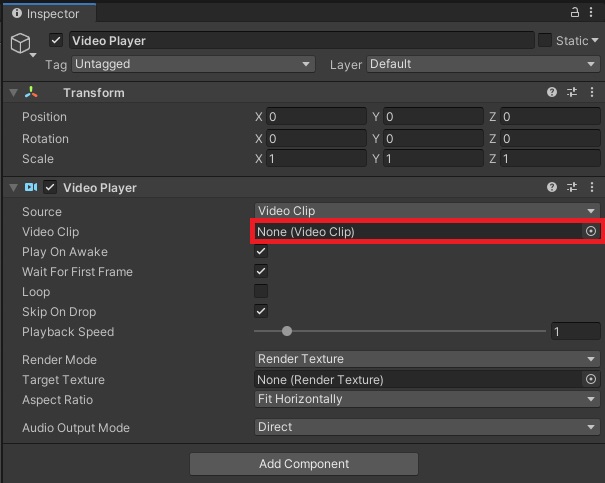 Inspector
Video Player
Static
Tag Untagged Layer Default
Transform
Position X 0 Y 0 Z 0
Rotation X 0 Y 0 Z 0
Scale X 1 Y 1 Z 1
Video Player
Source Video Clip
Video Clip None (Video Clip)
Play On Awake
Wait For First Frame
Loop
Skip On Drop
Playback Speed 1
Render Mode Render Texture
Target Texture None (Render Texture)
Aspect Ratio Fit Horizontally
Audio Output Mode Direct
Add Component